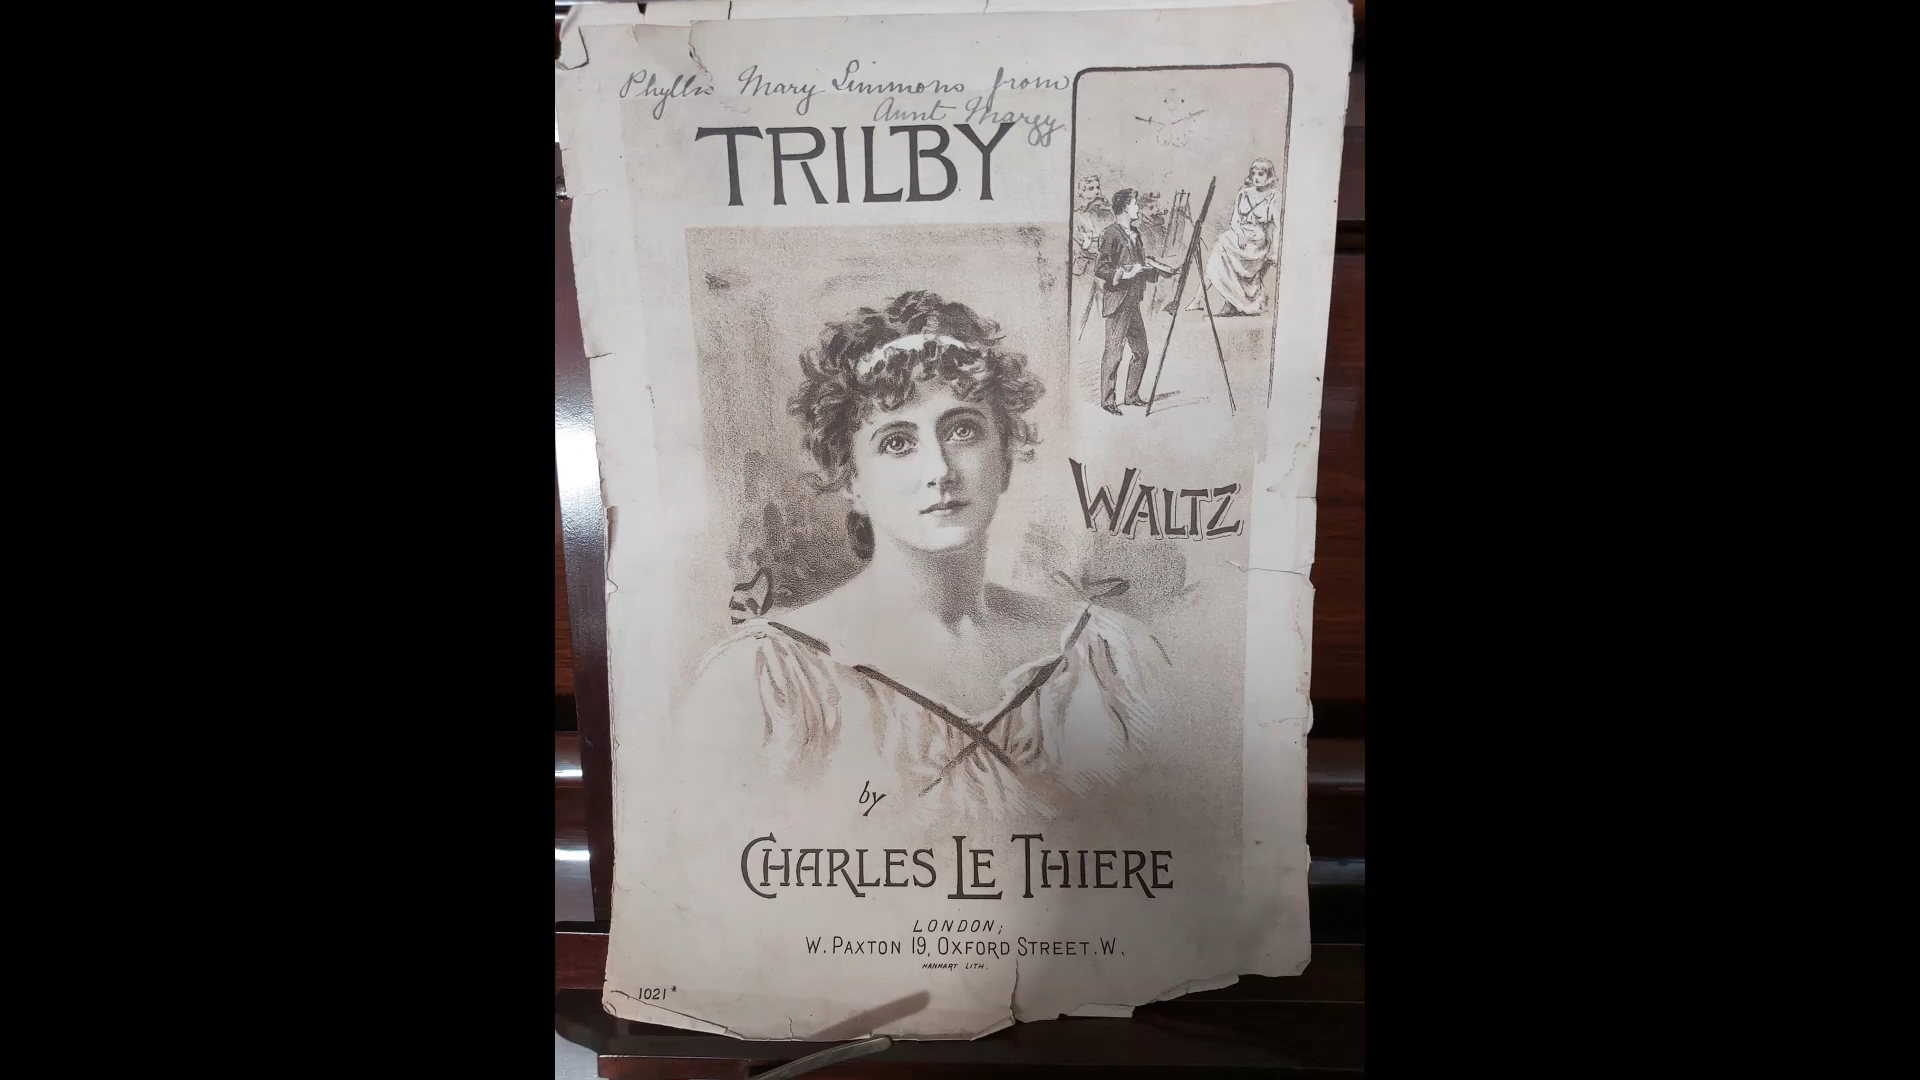 Phyllis Mary Simmons from
Aunt Margy
TRILBY
WALTZ
by
CHARLES LE THIERE
LONDON;
W. PAXTON 19, OXFORD STREET. W.
HANHART LITH.
1021*